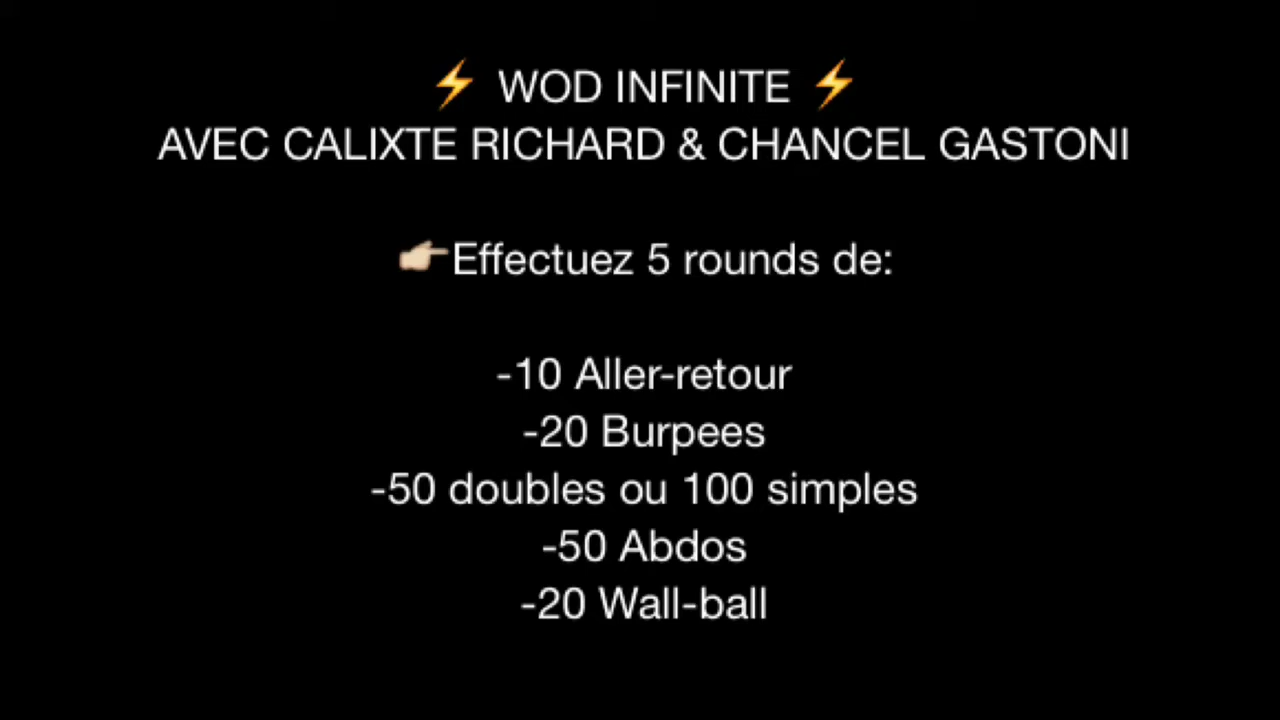 ⚡ WOD INFINITE ⚡
AVEC CALIXTE RICHARD & CHANCEL GASTONI
👉🏼Effectuez 5 rounds de:
-10 Aller-retour
-20 Burpees
-50 doubles ou 100 simples
-50 Abdos
-20 Wall-ball